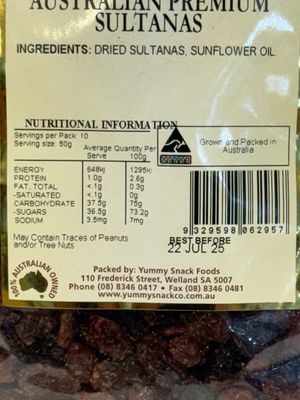 AUSTRALIAN PREMIUM
SULTANAS
INGREDIENTS: DRIED SULTANAS, SUNFLOWER OIL.
NUTRITIONAL INFORMATION
Servings per Pack: 10
Serving size: 50g
Average Quantity Per
Serve 100g
ENERGY 648kj 1295kj
PROTEIN 1.0g 2.6g
FAT, TOTAL <.1g 0.3g
-SATURATED <.1g 0g
CARBOHYDRATE 37.5g 75g
-SUGARS 36.5g 73.2g
SODIUM 3.5mg 7mg
Grown and Packed in
Australia
9 329598 062957
May Contain Traces of Peanuts
and/or Tree Nuts
BEST BEFORE
22 JUL 25
100% AUSTRALIAN OWNED
Packed by: Yummy Snack Foods
110 Frederick Street, Welland SA 5007
Phone (08) 8346 0417 • Fax (08) 8346 0481
www.yummysnackco.com.au